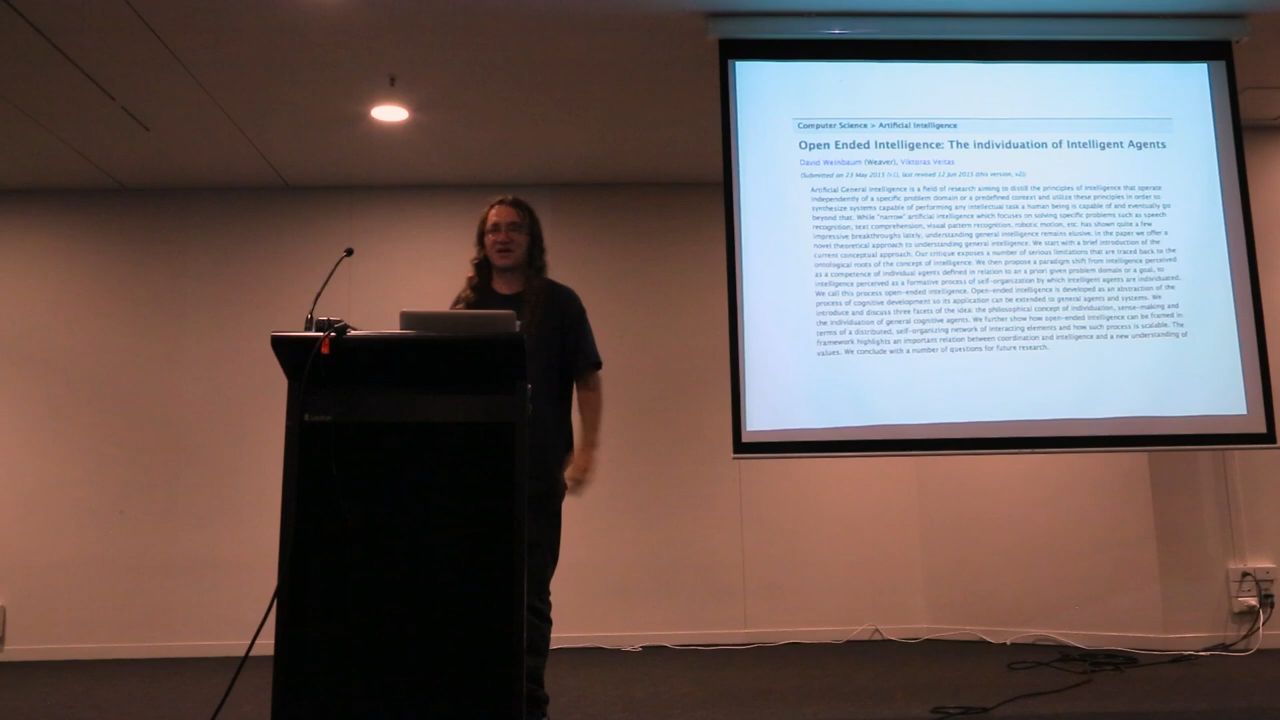 Computer Science > Artificial Intelligence
Open Ended Intelligence: The individuation of Intelligent Agents
David Weinbaum (Weaver), Viktoras Veitas
(Submitted on 23 May 2015 (v1), last revised 12 Jun 2015 (this version, v2))
Artificial General Intelligence is a field of research aiming to distill the principles of intelligence that operate
independently of a specific problem domain or a predefined context and utilize these principles in order to
synthesize systems capable of performing any intellectual task a human being is capable of and eventually go
beyond that. While "narrow" artificial intelligence which focuses on solving specific problems such as speech
recognition, text comprehension, visual pattern recognition, robotic motion, etc. has shown quite a few
impressive breakthroughs lately, understanding general intelligence remains elusive. In the paper we offer a
novel theoretical approach to understanding general intelligence. We start with a brief introduction of the
current conceptual approach. Our critique exposes a number of serious limitations that are traced back to the
ontological roots of the concept of intelligence. We then propose a paradigm shift from intelligence perceived
as a competence of individual agents defined in relation to an a priori given problem domain or a goal, to
intelligence perceived as a formative process of self-organization by which intelligent agents are individuated.
We call this process open-ended intelligence. Open-ended intelligence is developed as an abstraction of the
process of cognitive development so its application can be extended to general agents and systems. We
introduce and discuss three facets of the idea: the philosophical concept of individuation, sense-making and
the individuation of general cognitive agents. We further show how open-ended intelligence can be framed in
terms of a distributed, self-organizing network of interacting elements and how such process is scalable. The
framework highlights an important relation between coordination and intelligence and a new understanding of
values. We conclude with a number of questions for future research.